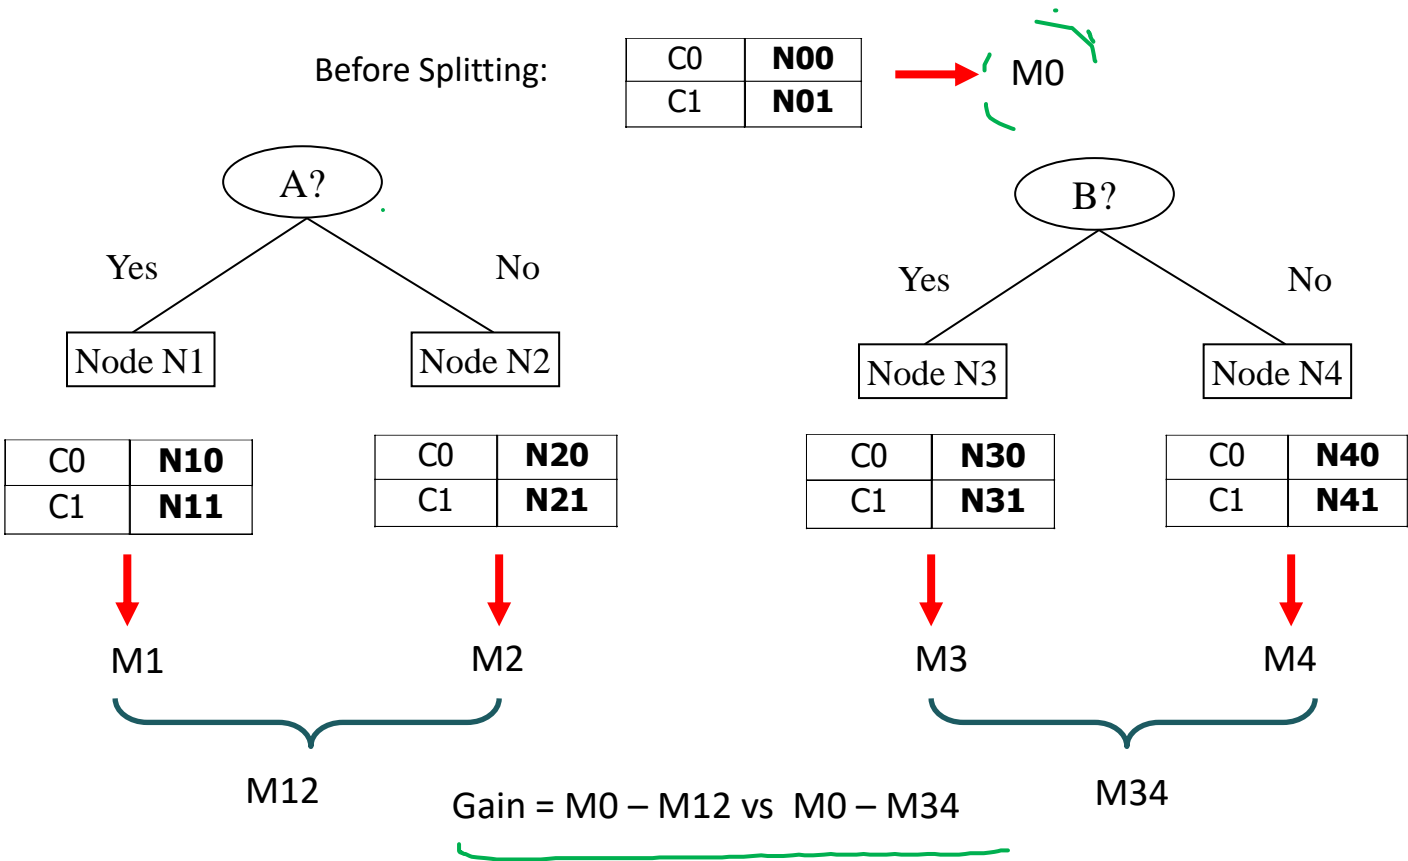 Before Splitting:
C0 N00
C1 N01
M0
A?
Yes
No
Node N1
Node N2
C0 N10
C1 N11
C0 N20
C1 N21
M1
M2
M12
B?
Yes
No
Node N3
Node N4
C0 N30
C1 N31
C0 N40
C1 N41
M3
M4
M34
Gain = M0 – M12 vs M0 – M34